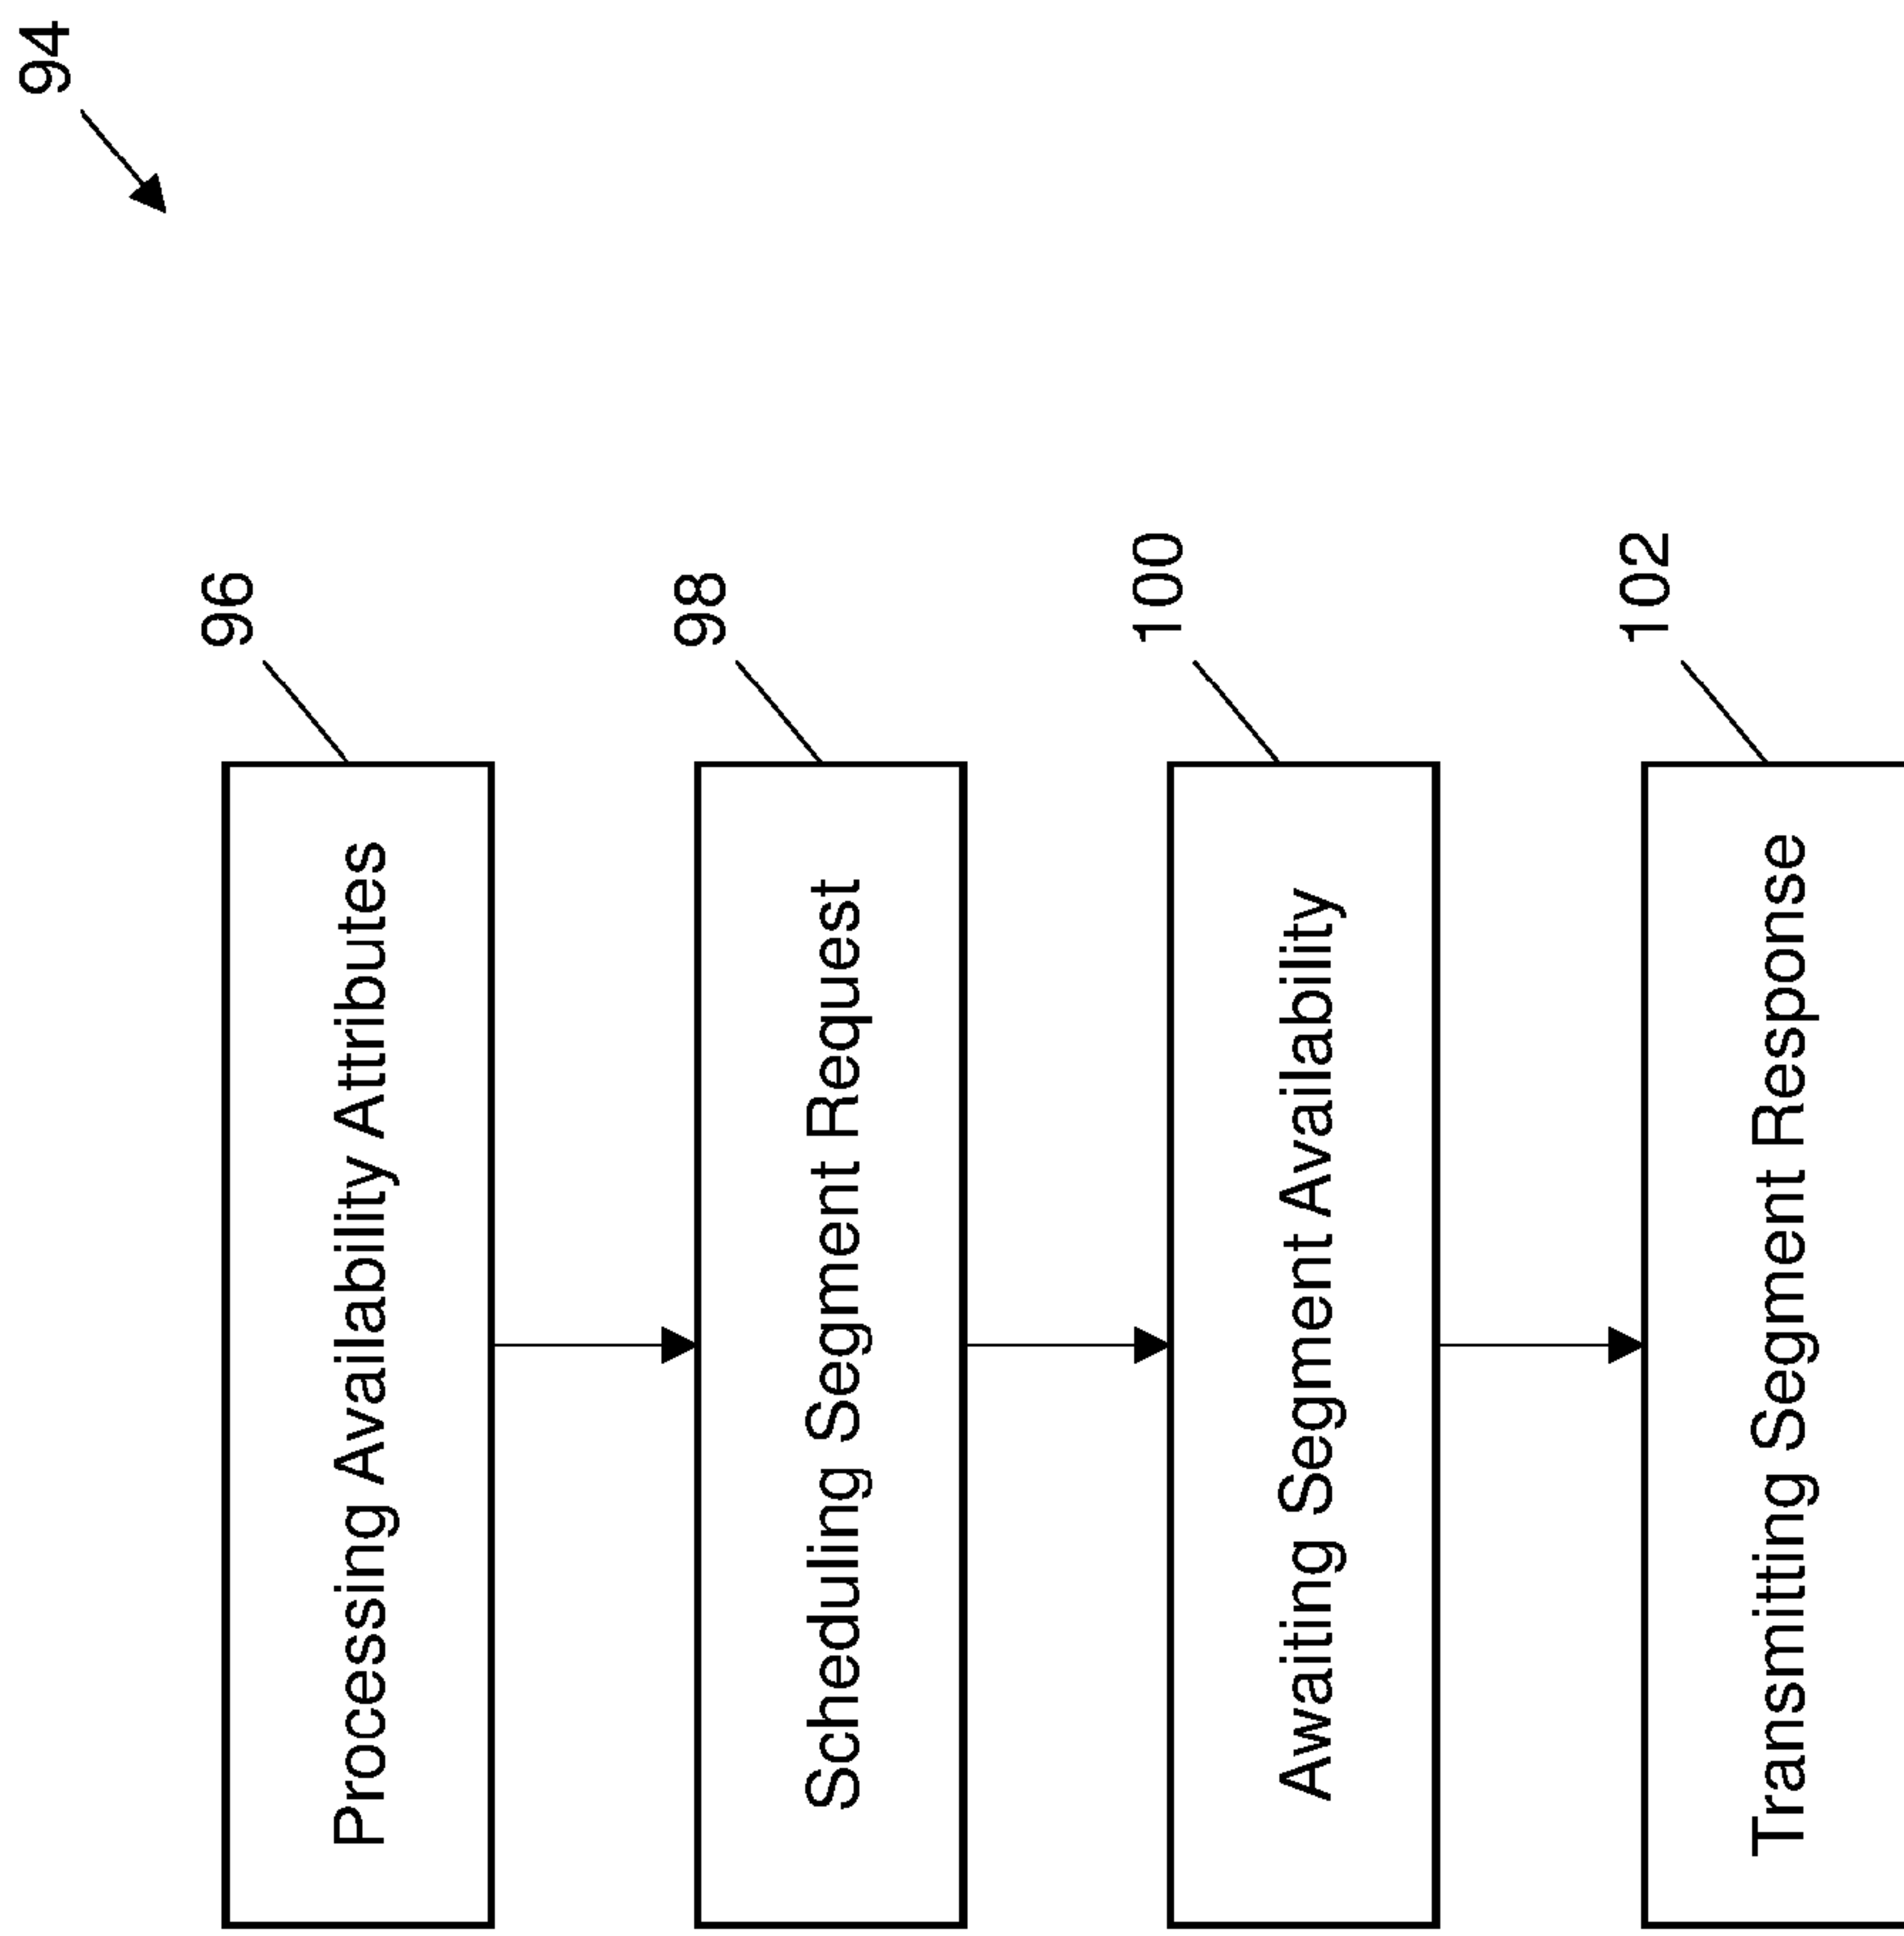 94
96
Processing Availability Attributes
98
Scheduling Segment Request
100
Awaiting Segment Availability
102
Transmitting Segment Response